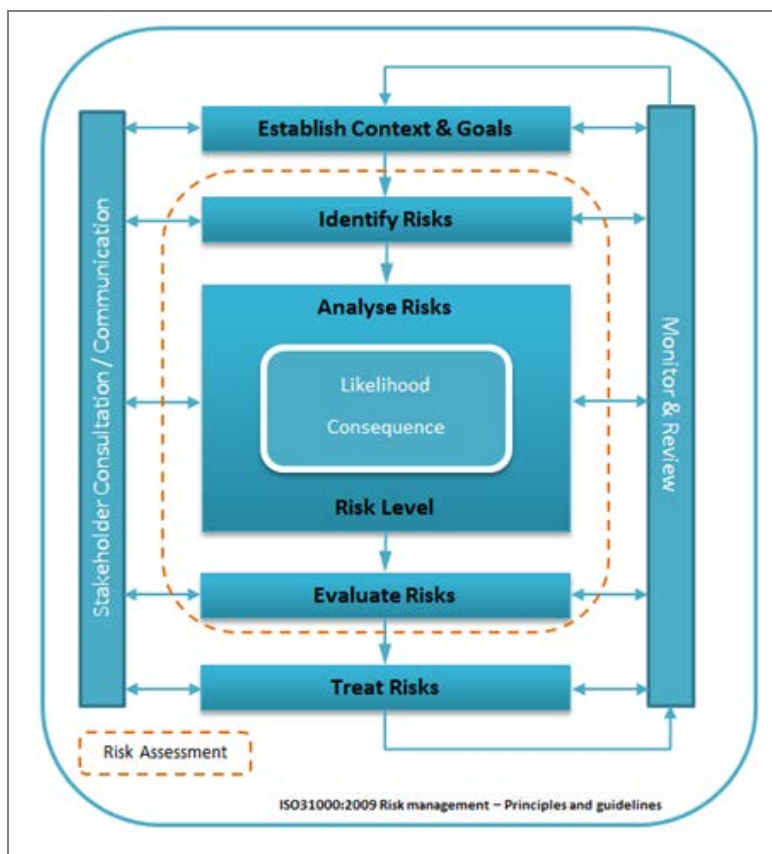 Establish Context & Goals
Stakeholder Consultation / Communication
Identify Risks
Analyse Risks
Likelihood
Consequence
Risk Level
Monitor & Review
Evaluate Risks
Treat Risks
Risk Assessment
ISO31000:2009 Risk management – Principles and guidelines